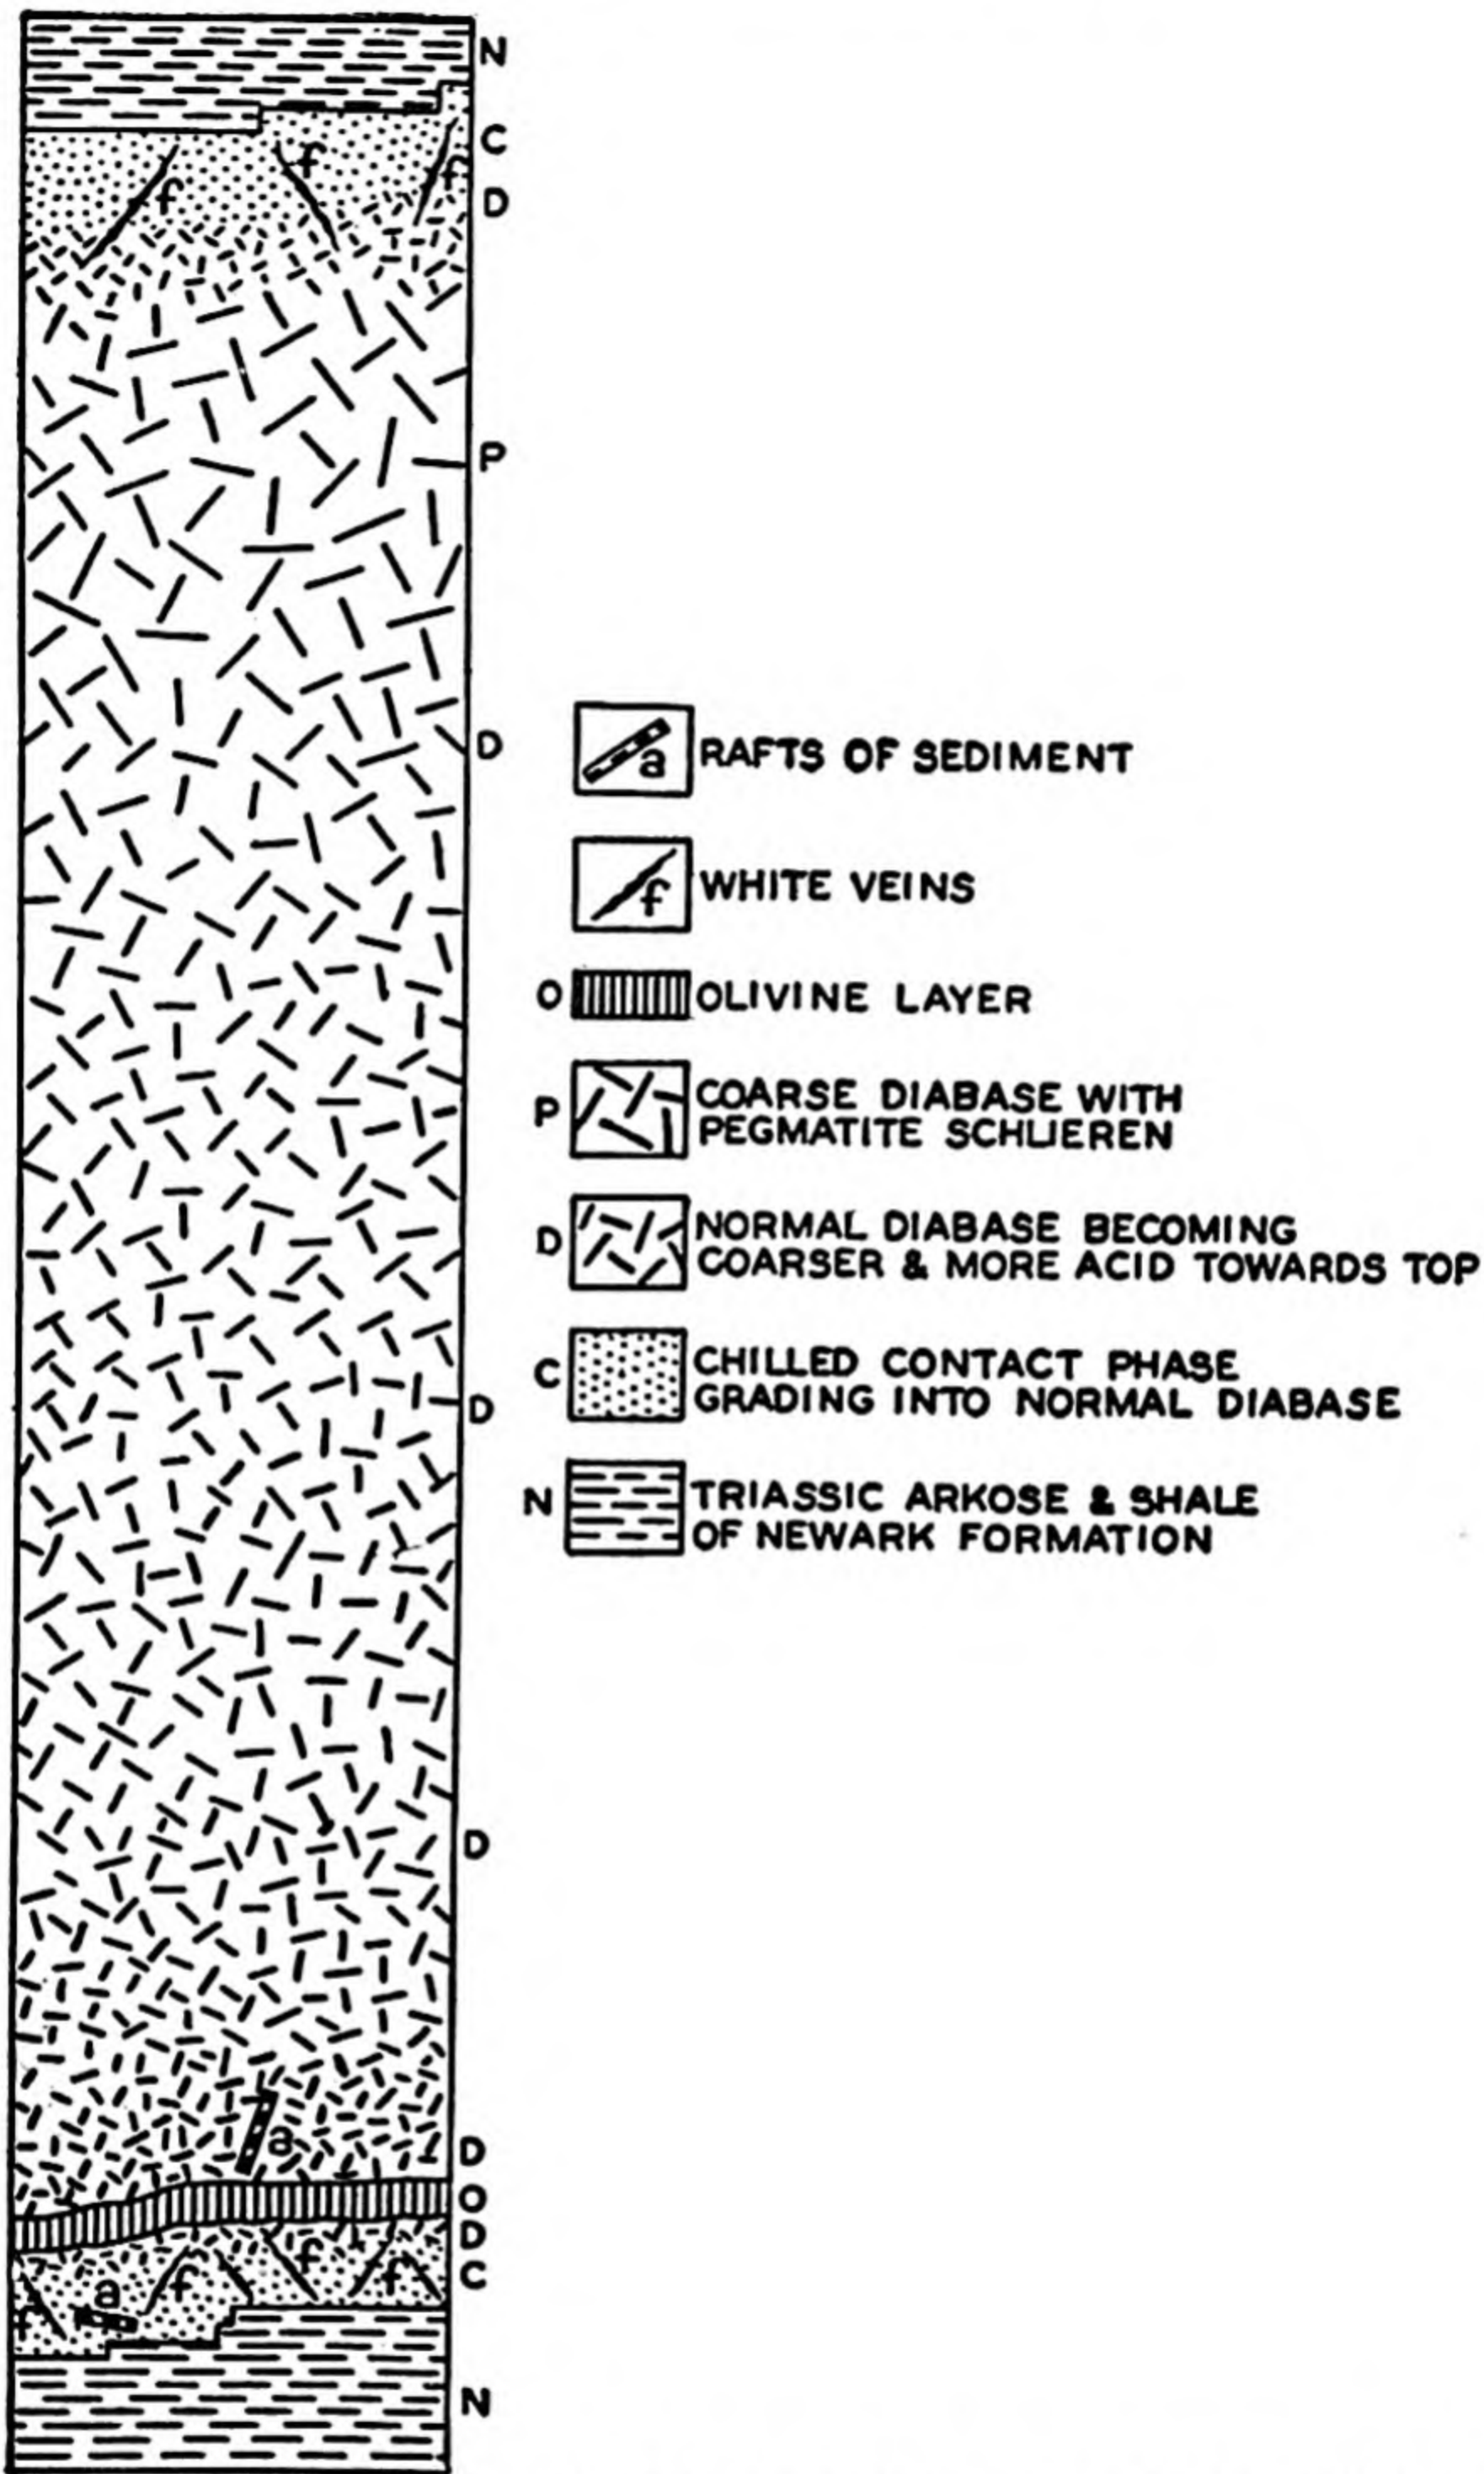 N
C
f
f
f
D
P
D
a RAFTS OF SEDIMENT
f WHITE VEINS
O OLIVINE LAYER
P COARSE DIABASE WITH
PEGMATITE SCHLIEREN
D NORMAL DIABASE BECOMING
COARSER & MORE ACID TOWARDS TOP
C CHILLED CONTACT PHASE
GRADING INTO NORMAL DIABASE
N TRIASSIC ARKOSE & SHALE
OF NEWARK FORMATION
D
D
a
D
O
D
f
C
f
f
a
f
N